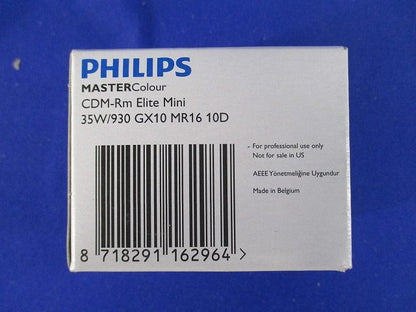 PHILIPS
MASTERColour
CDM-Rm Elite Mini
35W/930 GX10 MR16 10D
- For professional use only
Not for sale in US
AEEE Yönetmeliğine Uygundur
Made in Belgium
8 718291 162964 >